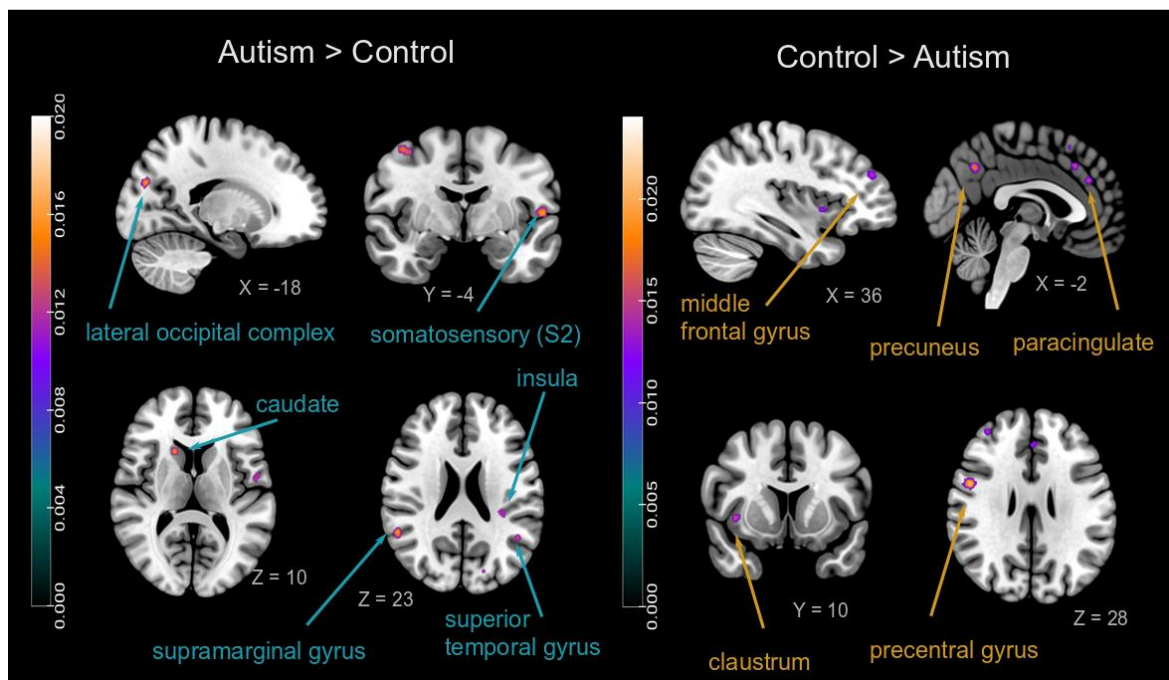 Autism > Control
0.020
0.016
0.012
0.008
0.004
0.000
X = -18
Y = -4
lateral occipital complex
somatosensory (S2)
caudate
insula
Z = 10
Z = 23
supramarginal gyrus
superior
temporal gyrus
Control > Autism
0.020
0.015
0.010
0.005
0.000
X = 36
X = -2
middle
frontal gyrus
precuneus
paracingulate
Y = 10
Z = 28
claustrum
precentral gyrus